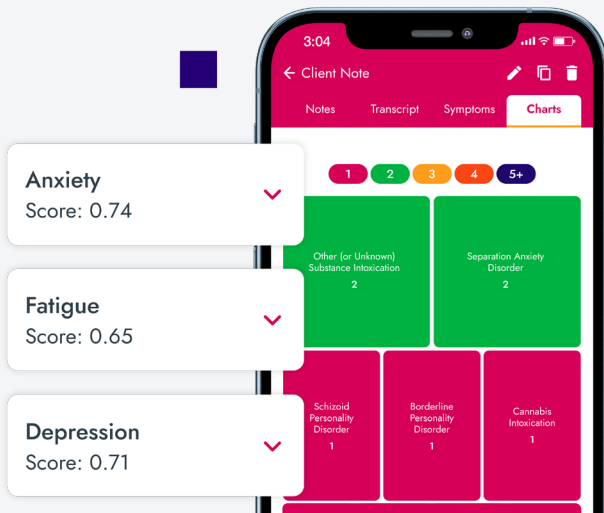 3:04
Client Note
Notes
Transcript
Symptoms
Charts
1
2
3
4
5+
Anxiety
Score: 0.74
Fatigue
Score: 0.65
Depression
Score: 0.71
Other (or Unknown)
Substance Intoxication
2
Separation Anxiety
Disorder
2
Schizoid
Personality
Disorder
1
Borderline
Personality
Disorder
1
Cannabis
Intoxication
1